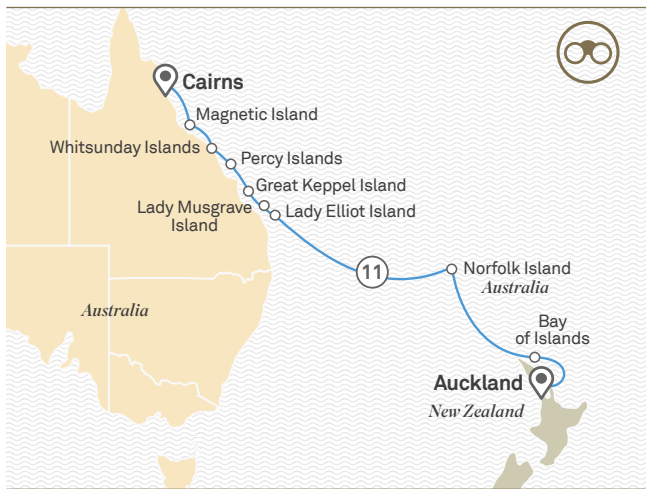 Cairns
Magnetic Island
Whitsunday Islands
Percy Islands
Great Keppel Island
Lady Musgrave
Island
Lady Elliot Island
11
Norfolk Island
Australia
Australia
Bay
of Islands
Auckland
New Zealand